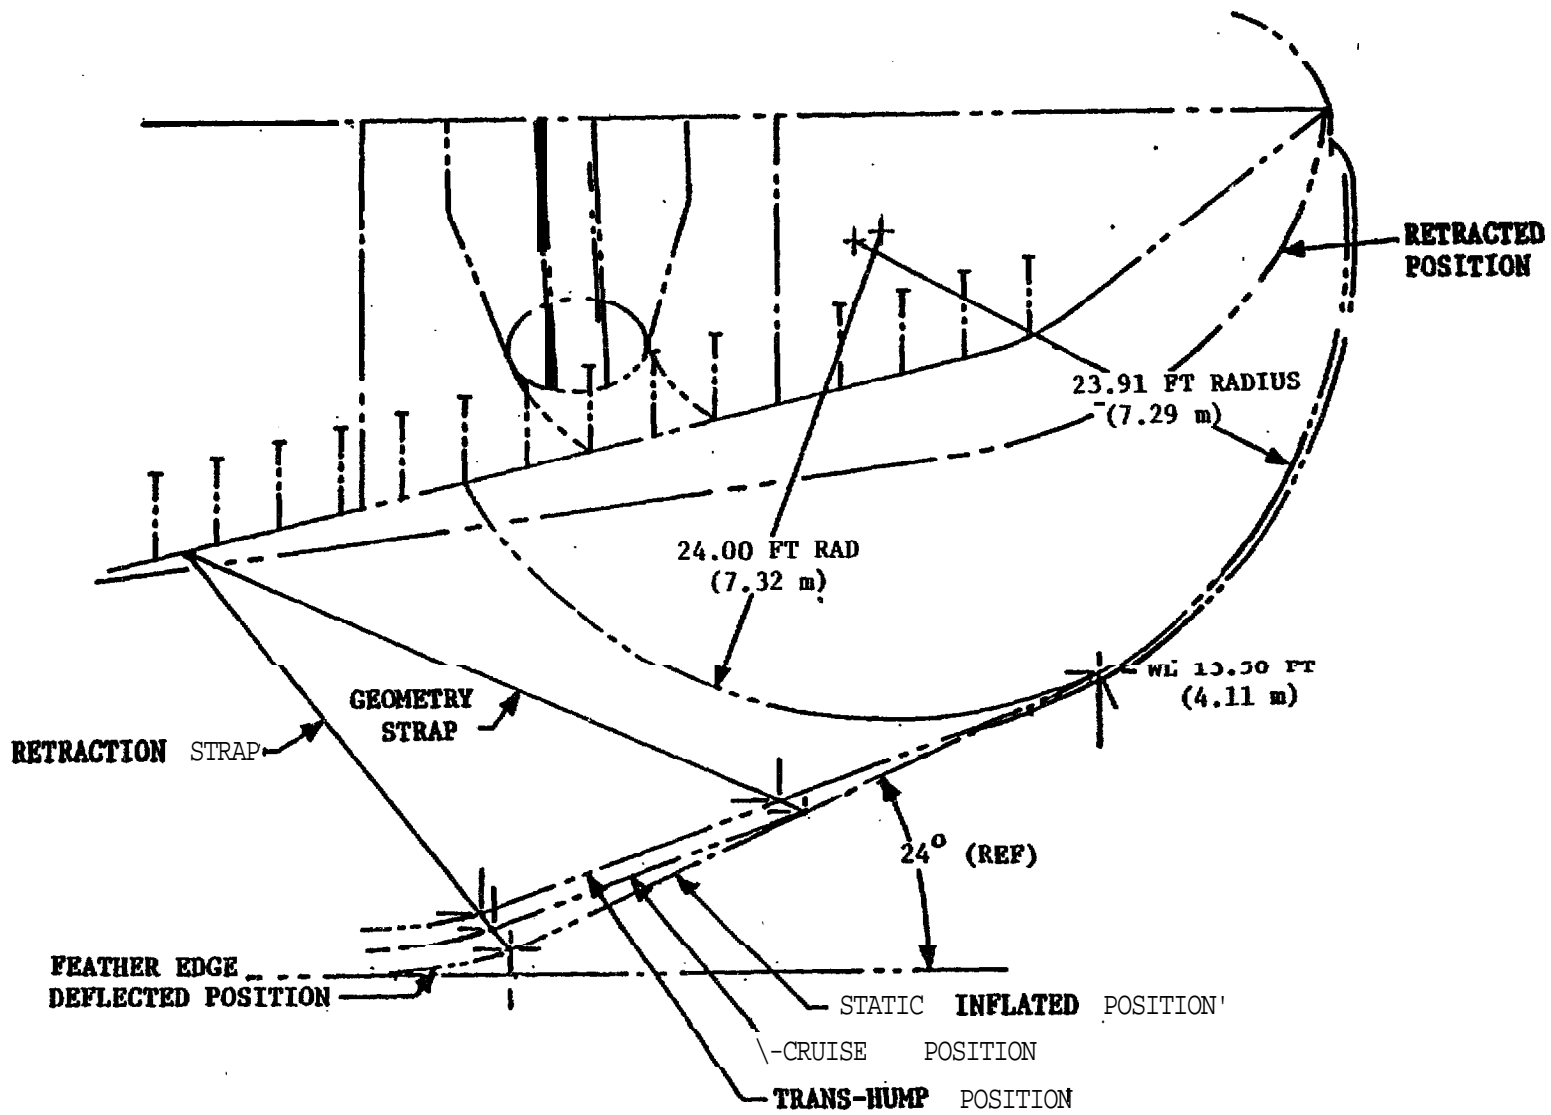 RETRACTED
POSITION
23.91 FT RADIUS
(7.29 m)
24.00 FT RAD
(7.32 m)
FT
(4.11 m)
GEOMETRY
STRAP
RETRACTION STRAP
24° (REF)
FEATHER EDGE
DEFLECTED POSITION
STATIC INFLATED POSITION'
\-CRUISE POSITION
TRANS-HUMP POSITION